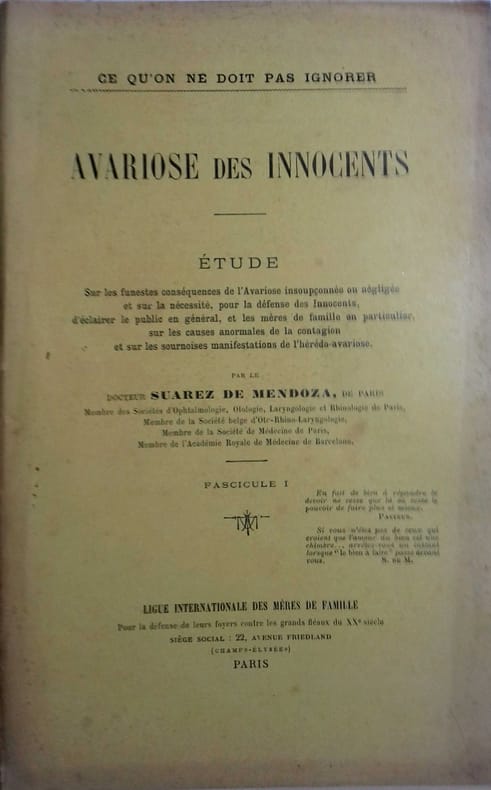 CE QU'ON NE DOIT PAS IGNORER
AVARIOSE DES INNOCENTS
ÉTUDE
Sur les funestes conséquences de l'Avariose insoupçonnée ou négligée
et sur la nécessité, pour la défense des Innocents,
d'éclairer le public en général, et les mères de famille en particulier,
sur les causes anormales de la contagion
et sur les sournoises manifestations de l'hérédo-avariose.
PAR LE
DOCTEUR SUAREZ DE MENDOZA, DE PARIS
Membre des Sociétés d'Ophtalmologie, Otologie, Laryngologie et Rhinologie de Paris,
Membre de la Société belge d'Oto-Rhino-Laryngologie,
Membre de la Société de Médecine de Paris,
Membre de l'Académie Royale de Médecine de Barcelone,
FASCICULE I
En fait de bien à répandre le
devoir ne cesse que là où cesse le
pouvoir de faire plus et mieux.
PASTEUR.
Si vous n'êtes pas de ceux qui
croient que l'amour du bien est une
chimère... arrêtez-vous un instant
lorsque "le bien à faire" passe devant
vous. S. DE M.
LIGUE INTERNATIONALE DES MÈRES DE FAMILLE
Pour la défense de leurs foyers contre les grands fléaux du XXe siècle
SIÈGE SOCIAL : 22, AVENUE FRIEDLAND
(CHAMPS-ÉLYSÉES)
PARIS